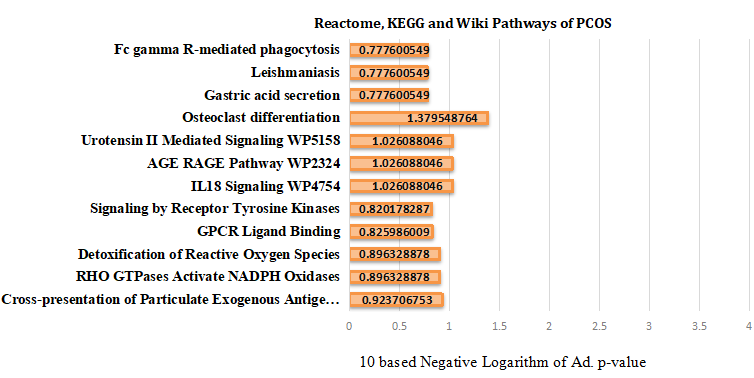 Reactome, KEGG and Wiki Pathways of PCOS
Fc gamma R-mediated phagocytosis 0.777600549
Leishmaniasis 0.777600549
Gastric acid secretion 0.777600549
Osteoclast differentiation 1.379548764
Urotensin II Mediated Signaling WP5158 1.026088046
AGE RAGE Pathway WP2324 1.026088046
IL18 Signaling WP4754 1.026088046
Signaling by Receptor Tyrosine Kinases 0.820178287
GPCR Ligand Binding 0.825986009
Detoxification of Reactive Oxygen Species 0.896328878
RHO GTPases Activate NADPH Oxidases 0.896328878
Cross-presentation of Particulate Exogenous Antige… 0.923706753
0 0.5 1 1.5 2 2.5 3 3.5 4
10 based Negative Logarithm of Ad. p-value